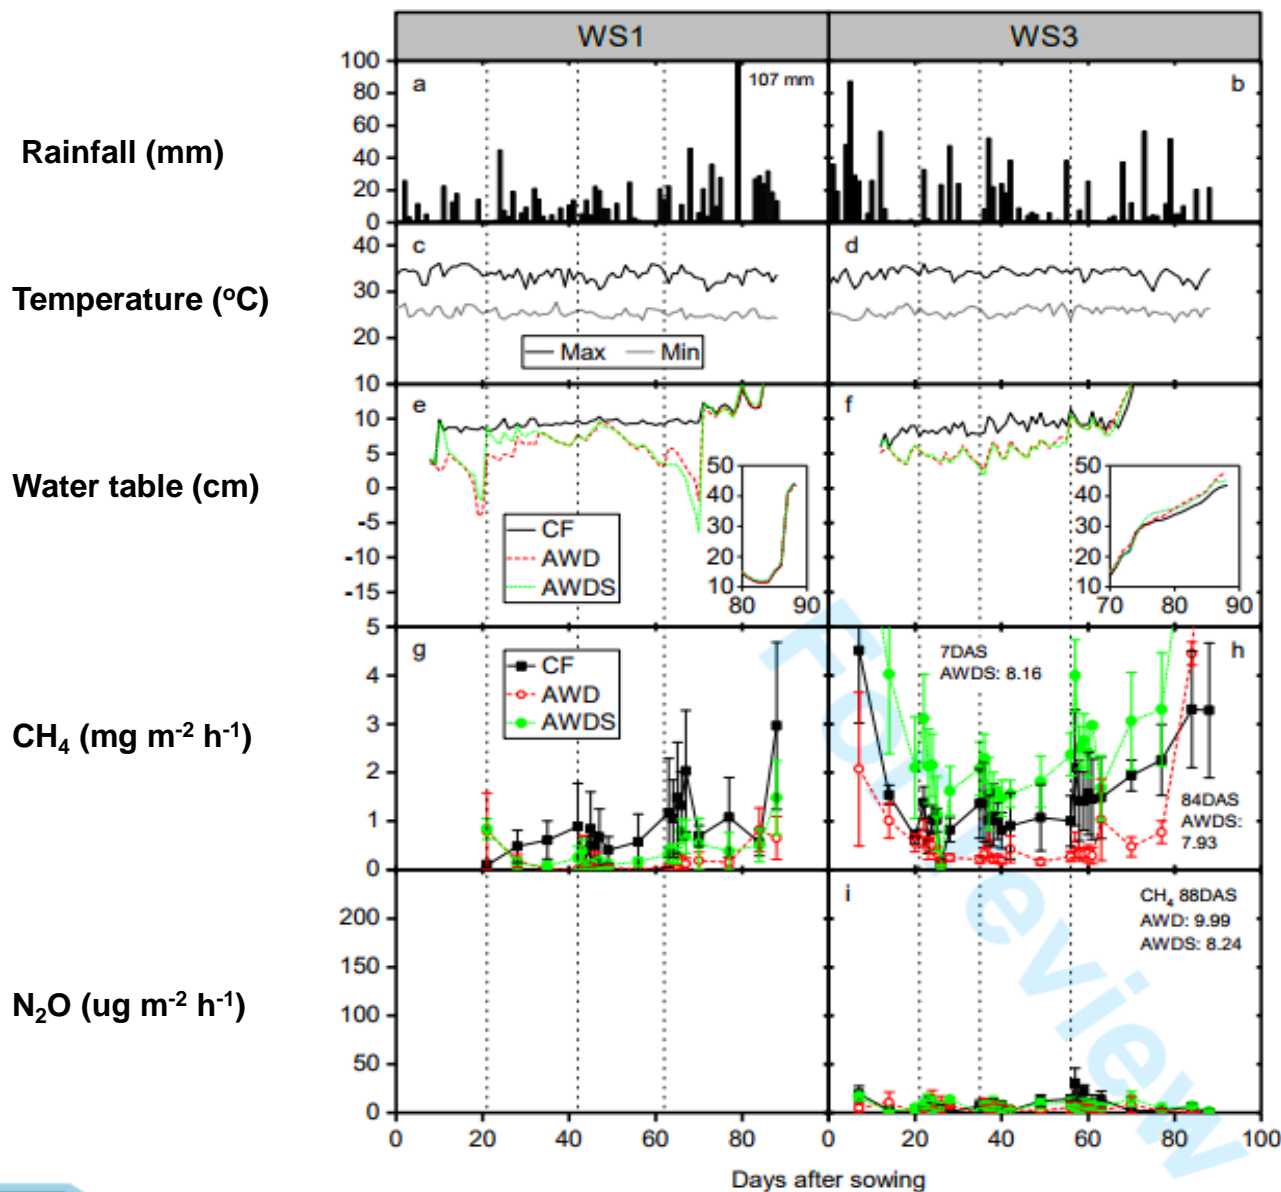 WS1
WS3
Rainfall (mm)
100
80
60
40
20
0
a
107 mm
b
Temperature (°C)
40
30
20
10
c
d
Max
Min
Water table (cm)
10
10
5
0
-5
-10
-15
e
CF
AWD
AWDS
50
40
30
20
10
80
90
f
50
40
30
20
10
70
80
90
CH4 (mg m-2 h-1)
5
4
3
2
1
0
g
CF
AWD
AWDS
7DAS
AWDS: 8.16
h
84DAS
AWDS:
7.93
N2O (ug m-2 h-1)
200
150
100
50
0
i
CH4 88DAS
AWD: 9.99
AWDS: 8.24
0
20
40
60
80
0
20
40
60
80
100
Days after sowing
For Review